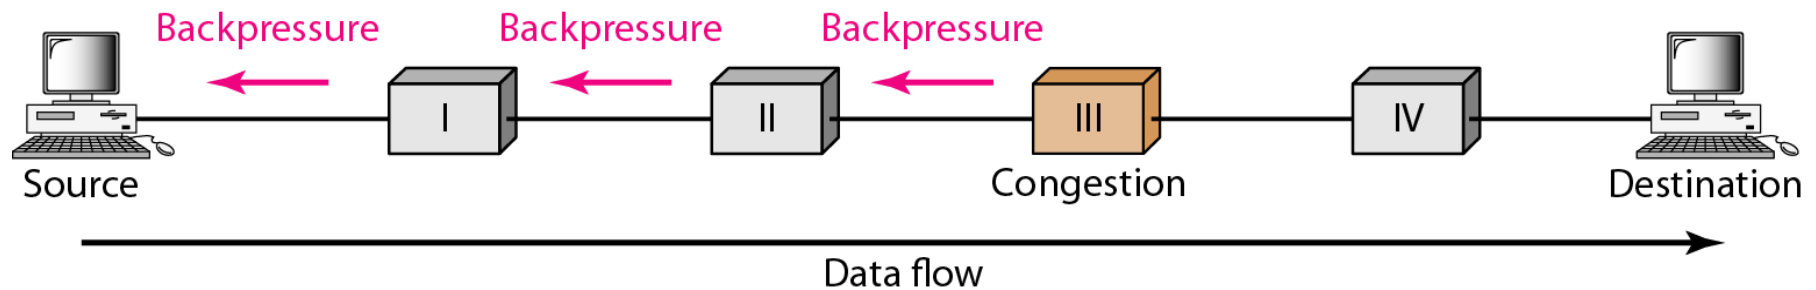 Backpressure
Backpressure
Backpressure
I
II
III
IV
Source
Congestion
Destination
Data flow